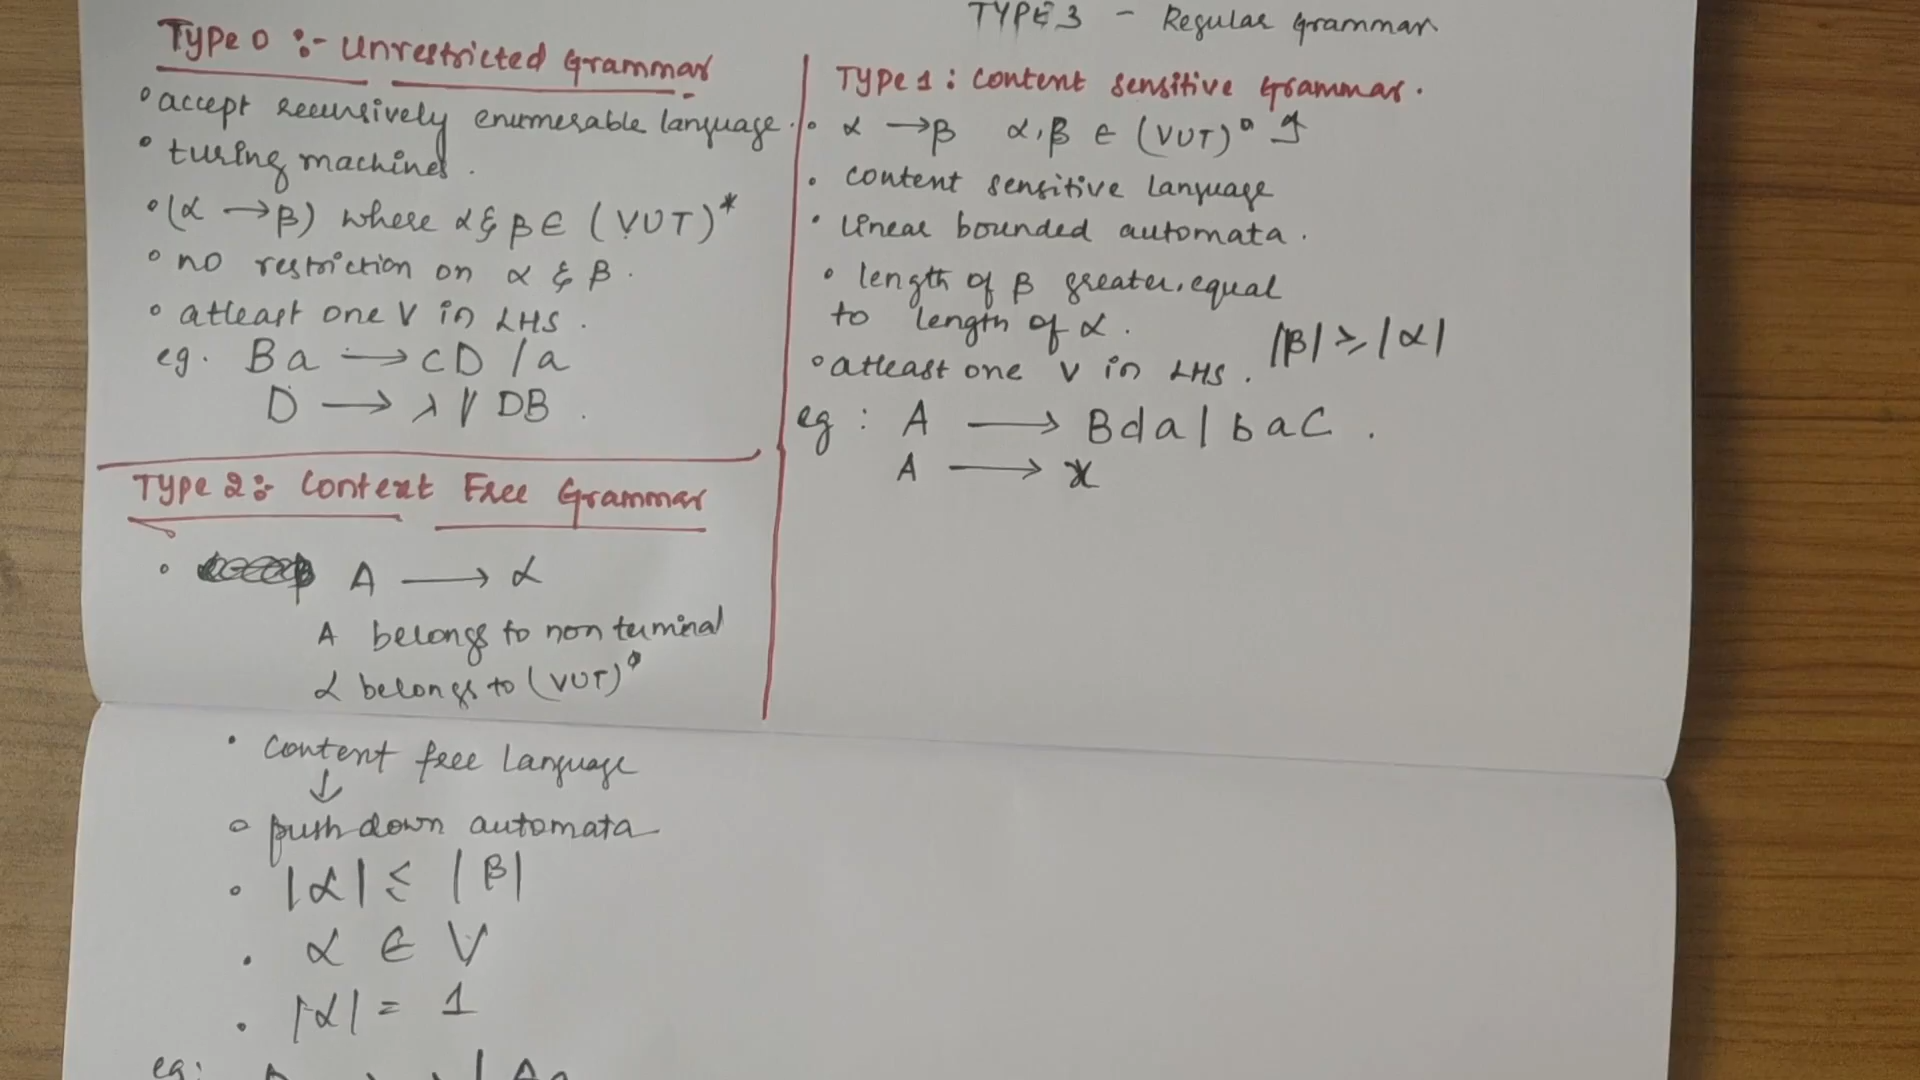 TYPE 3 - Regular Grammar
Type 0 :- Unrestricted Grammar
• accept recursively enumerable language.
• turing machines.
• (α → β) where α & β ∈ (VUT)*
• no restriction on α & β.
• atleast one V in LHS.
eg. Ba → cD / a
D → λ / DB.
Type 1 : Content sensitive Grammar.
• α → β α, β ∈ (VUT)
• content sensitive language
• linear bounded automata.
• length of β greater, equal
to length of α.
|β| ≥ |α|
• atleast one V in LHS.
eg : A → Bda | baC.
A → x
Type 2 :- Context Free Grammar
• A → α
A belongs to non terminal
α belongs to (VUT)*
• content free language
↓
• push down automata
• |α| ≤ |β|
• α ∈ V
• |α| = 1
eg: